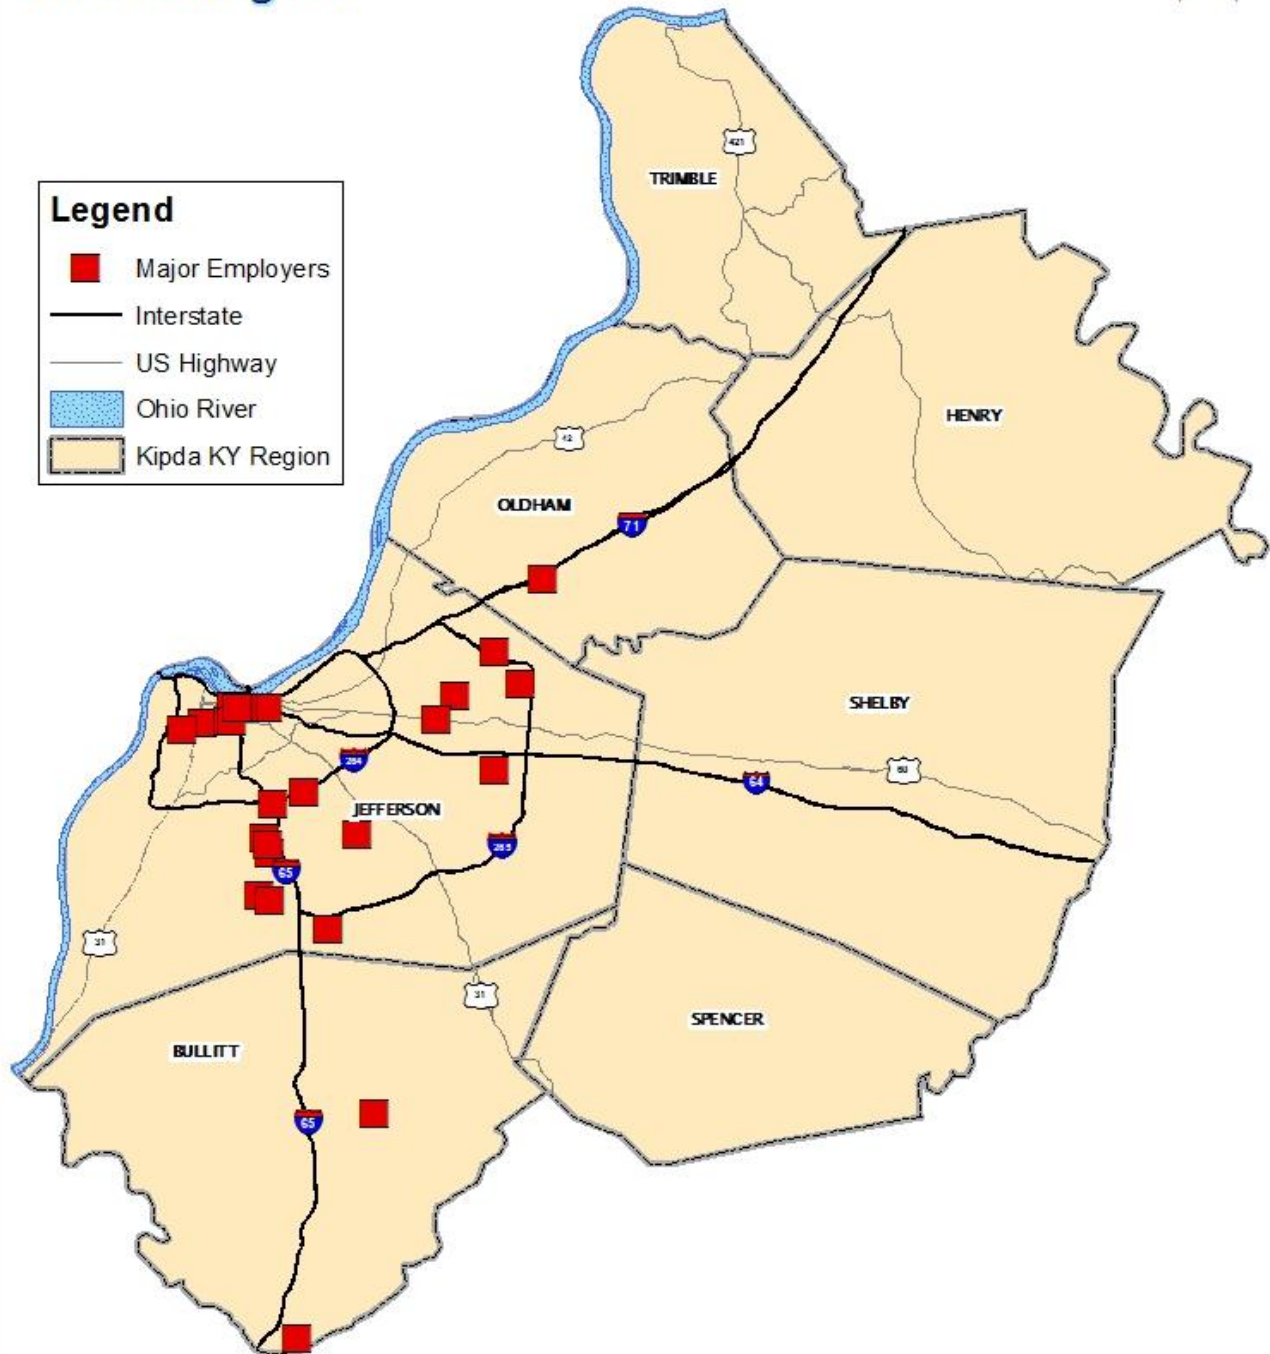 421
TRIMBLE
Legend
Major Employers
Interstate
US Highway
Ohio River
Kipda KY Region
HENRY
42
OLDHAM
71
SHELBY
264
60
64
JEFFERSON
265
65
31
31
SPENCER
BULLITT
65